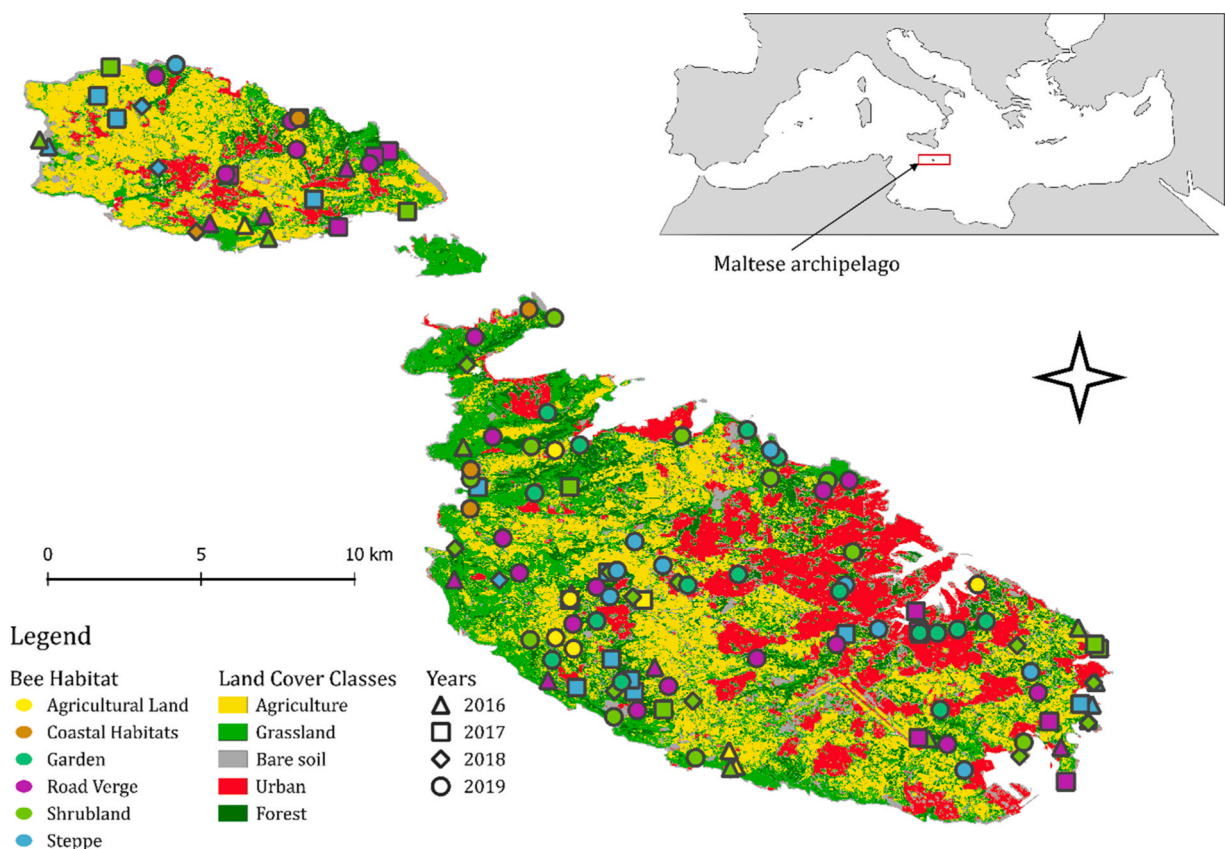 Maltese archipelago
0 5 10 km
Legend
Bee Habitat
Agricultural Land
Coastal Habitats
Garden
Road Verge
Shrubland
Steppe
Land Cover Classes
Agriculture
Grassland
Bare soil
Urban
Forest
Years
2016
2017
2018
2019